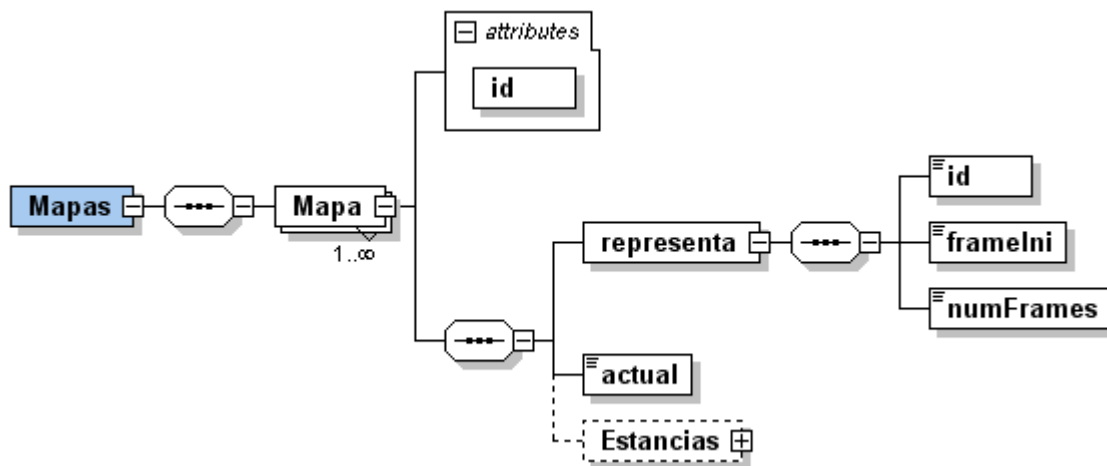 attributes
id
Mapas
Mapa
1..∞
representa
id
frameIni
numFrames
actual
Estancias